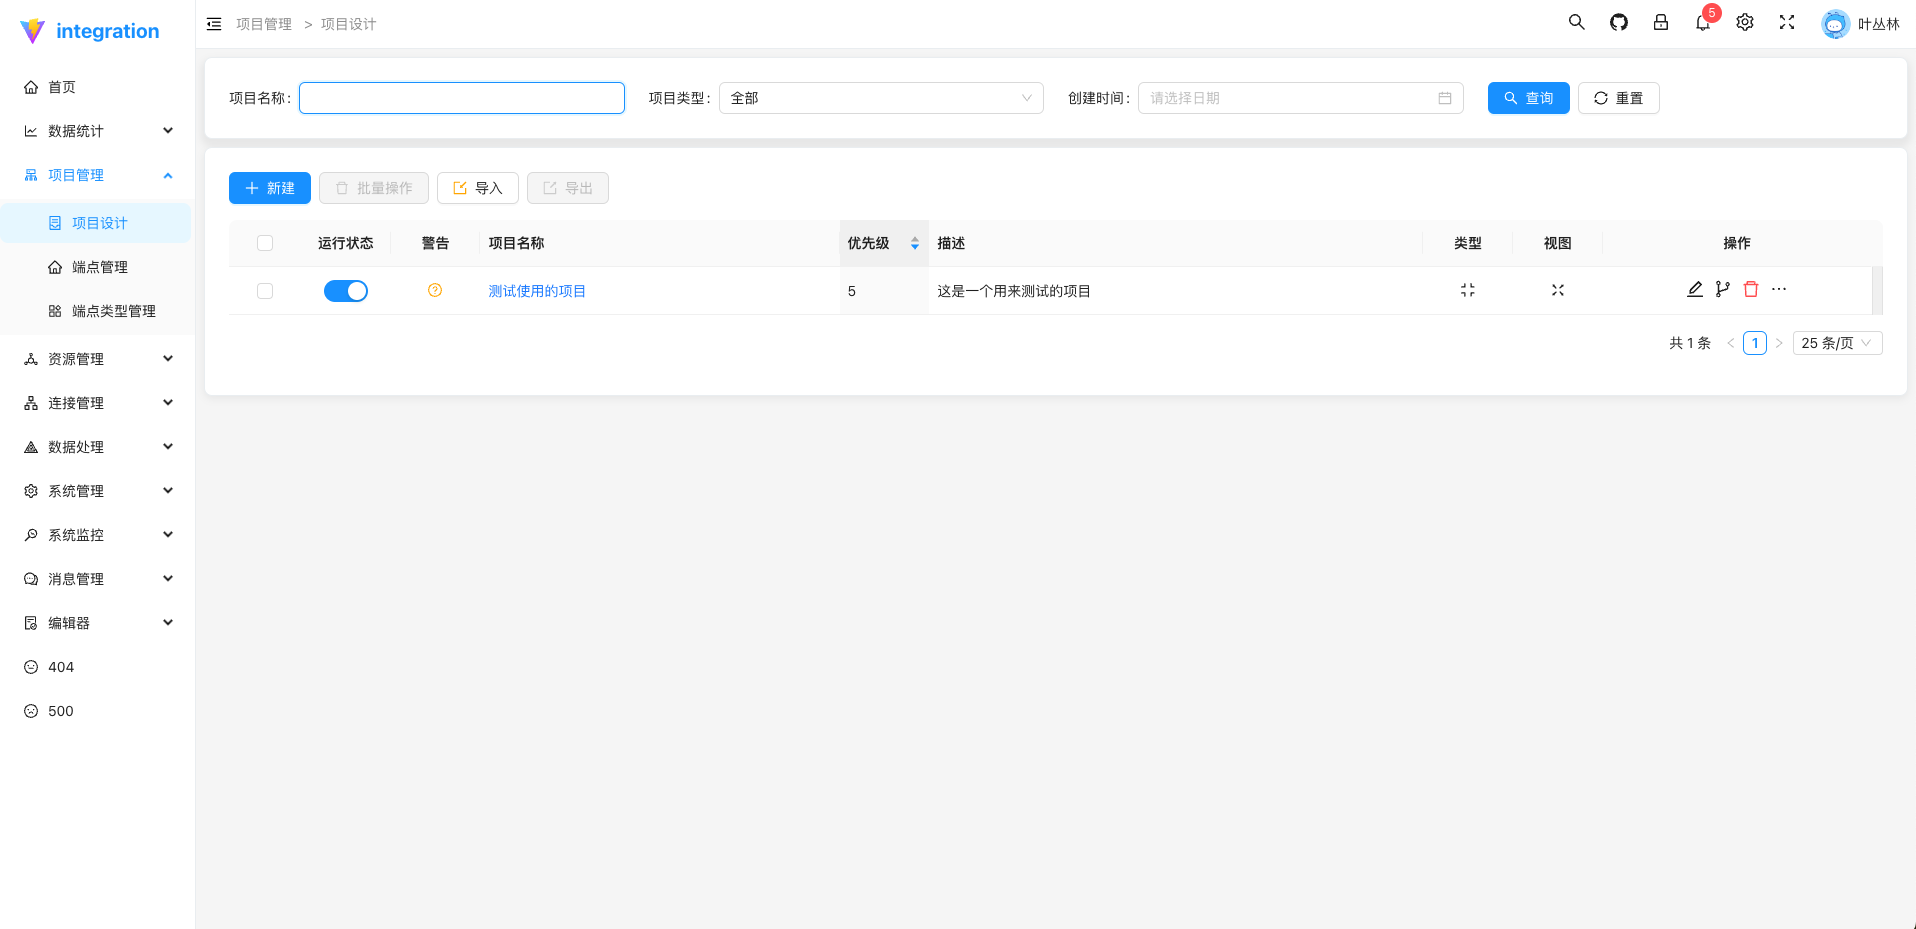 integration
首页
数据统计
项目管理
项目设计
端点管理
端点类型管理
资源管理
连接管理
数据处理
系统管理
系统监控
消息管理
编辑器
404
500
项目管理 > 项目设计
5
叶丛林
项目名称:
项目类型: 全部
创建时间: 请选择日期
查询 重置
新建 批量操作 导入 导出
运行状态 警告 项目名称 优先级 描述 类型 视图 操作
测试使用的项目 5 这是一个用来测试的项目
共 1 条 < 1 > 25 条/页